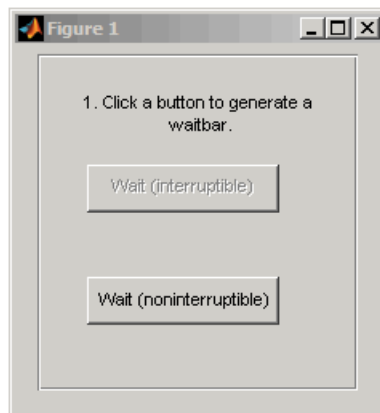 Figure 1
1. Click a button to generate a
waitbar.
Wait (interruptible)
Wait (noninterruptible)